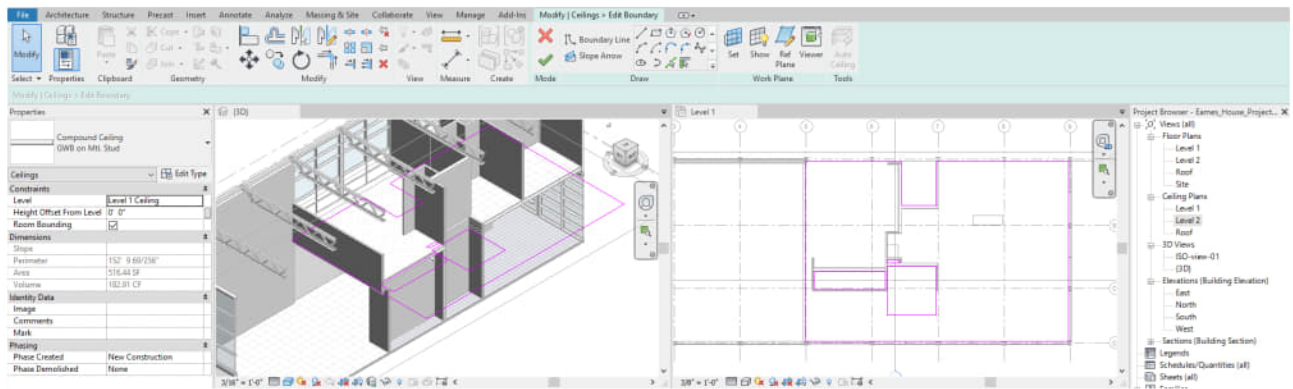 File Architecture Structure Precast Insert Annotate Analyze Massing & Site Collaborate View Manage Add-Ins Modify | Ceilings > Edit Boundary
Modify
Boundary Line
Slope Arrow
Set Show Ref Plane Viewer
Auto Ceiling
Select Properties Clipboard Geometry Modify View Measure Create Mode Draw Work Plane Tools
Modify | Ceilings > Edit Boundary
Properties
Compound Ceiling
GWB on Mtl. Stud
Ceilings Edit Type
Constraints
Level Level 1 Ceiling
Height Offset From Level 0' 0"
Room Bounding
Dimensions
Slope
Perimeter
Area 516.44 SF
Volume
Identity Data
Image
Comments
Mark
Phasing
Phase Created New Construction
Phase Demolished None
{3D}
3/16" = 1'-0"
Level 1
3/8" = 1'-0"
Project Browser - Eames_House_Project...
Views (all)
Floor Plans
Level 1
Level 2
Roof
Site
Ceiling Plans
Level 1
Level 2
Roof
3D Views
ISO-view-01
{3D}
Elevations (Building Elevation)
East
North
South
West
Sections (Building Section)
Legends
Schedules/Quantities (all)
Sheets (all)